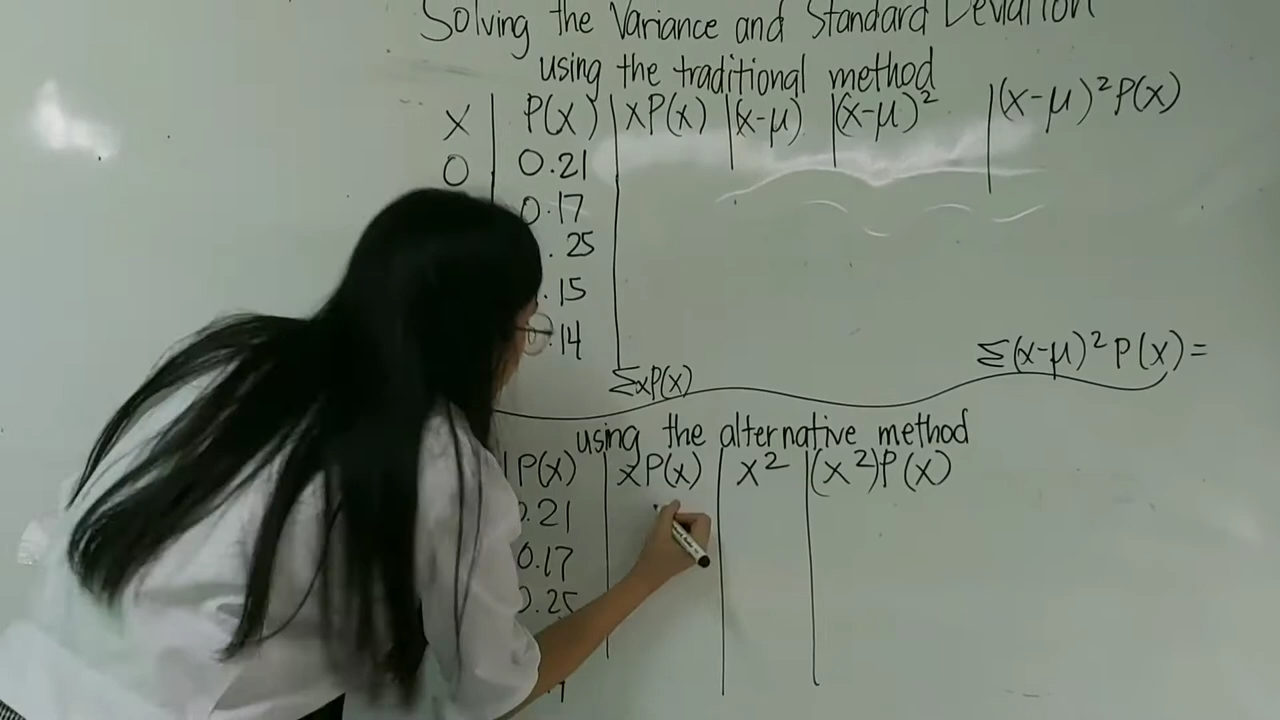 Solving the Variance and Standard Deviation
using the traditional method
x P(x) xP(x) (x-μ) (x-μ)² (x-μ)²P(x)
0 0.21
0.17
.25
.15
.14
Σ(x-μ)²P(x)=
ΣxP(x)
using the alternative method
P(x) xP(x) x² (x²)P(x)
.21
0.17
.25